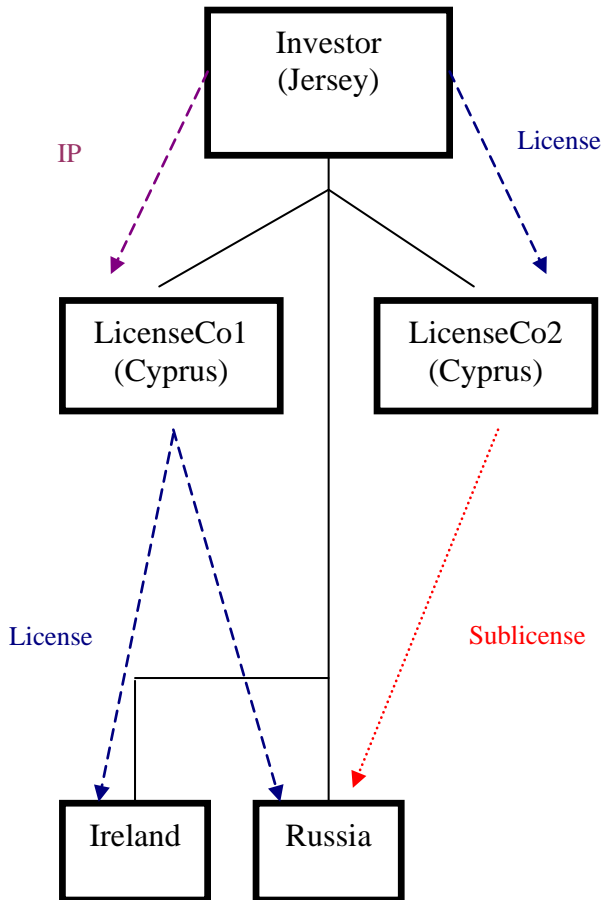 Investor
(Jersey)
IP
License
LicenseCo1
(Cyprus)
LicenseCo2
(Cyprus)
License
Sublicense
Ireland
Russia